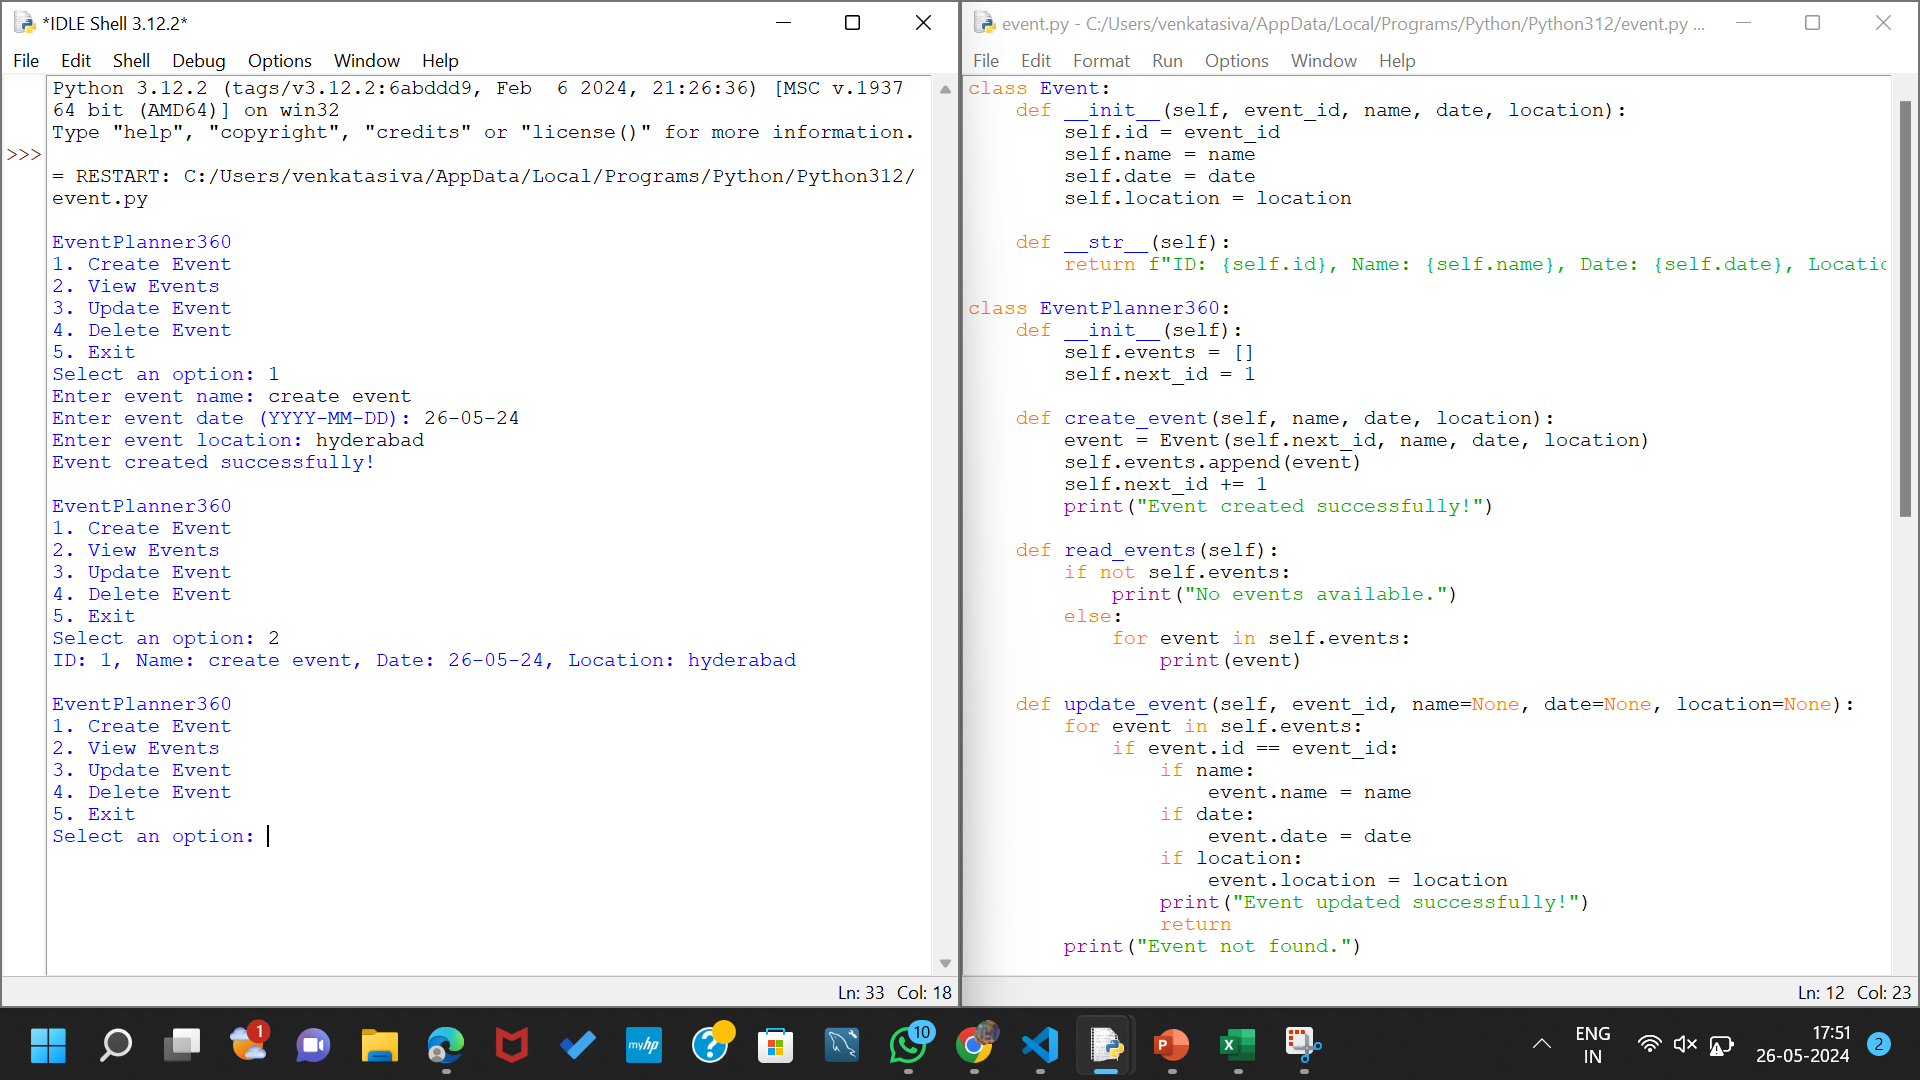 *IDLE Shell 3.12.2*
File Edit Shell Debug Options Window Help
Python 3.12.2 (tags/v3.12.2:6abddd9, Feb  6 2024, 21:26:36) [MSC v.1937
64 bit (AMD64)] on win32
Type "help", "copyright", "credits" or "license()" for more information.
>>>
= RESTART: C:/Users/venkatasiva/AppData/Local/Programs/Python/Python312/
event.py
EventPlanner360
1. Create Event
2. View Events
3. Update Event
4. Delete Event
5. Exit
Select an option: 1
Enter event name: create event
Enter event date (YYYY-MM-DD): 26-05-24
Enter event location: hyderabad
Event created successfully!
EventPlanner360
1. Create Event
2. View Events
3. Update Event
4. Delete Event
5. Exit
Select an option: 2
ID: 1, Name: create event, Date: 26-05-24, Location: hyderabad
EventPlanner360
1. Create Event
2. View Events
3. Update Event
4. Delete Event
5. Exit
Select an option:
Ln: 33 Col: 18
event.py - C:/Users/venkatasiva/AppData/Local/Programs/Python/Python312/event.py ...
File Edit Format Run Options Window Help
class Event:
    def __init__(self, event_id, name, date, location):
        self.id = event_id
        self.name = name
        self.date = date
        self.location = location
    def __str__(self):
        return f"ID: {self.id}, Name: {self.name}, Date: {self.date}, Locatic
class EventPlanner360:
    def __init__(self):
        self.events = []
        self.next_id = 1
    def create_event(self, name, date, location):
        event = Event(self.next_id, name, date, location)
        self.events.append(event)
        self.next_id += 1
        print("Event created successfully!")
    def read_events(self):
        if not self.events:
            print("No events available.")
        else:
            for event in self.events:
                print(event)
    def update_event(self, event_id, name=None, date=None, location=None):
        for event in self.events:
            if event.id == event_id:
                if name:
                    event.name = name
                if date:
                    event.date = date
                if location:
                    event.location = location
                print("Event updated successfully!")
                return
        print("Event not found.")
Ln: 12 Col: 23
1
myhp
?
10
P
X
ENG
IN
17:51
26-05-2024
2